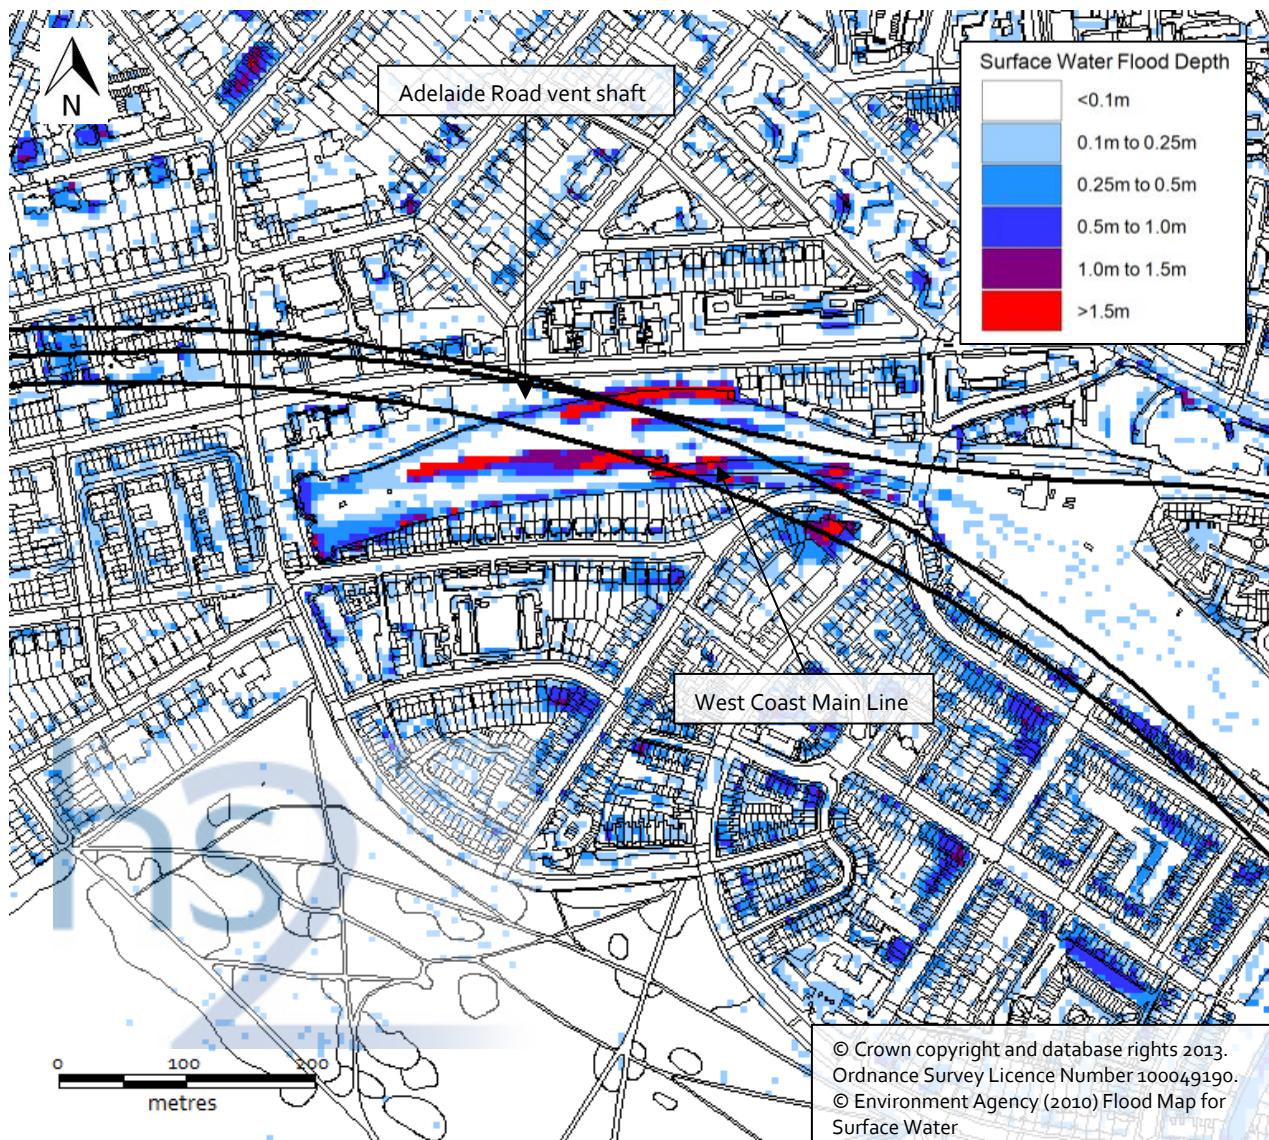 N
Adelaide Road vent shaft
Surface Water Flood Depth
<0.1m
0.1m to 0.25m
0.25m to 0.5m
0.5m to 1.0m
1.0m to 1.5m
>1.5m
West Coast Main Line
hs2
0 100 200
metres
© Crown copyright and database rights 2013.
Ordnance Survey Licence Number 100049190.
© Environment Agency (2010) Flood Map for
Surface Water